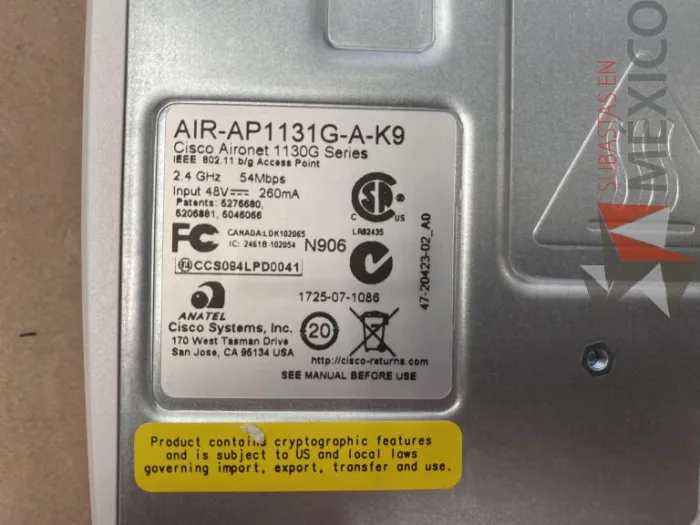 AIR-AP1131G-A-K9
Cisco Aironet 1130G Series
IEEE 802.11 b/g Access Point
2.4 GHz 54Mbps
Input 48V 260mA
Patents: 5276680,
5206881, 5046066
C US
LR82435
FC
CANADA:LDK102065
IC: 2461B-102054
N906
CCS094LPD0041
1725-07-1086
47-20423-02_A0
ANATEL
Cisco Systems, Inc.
170 West Tasman Drive
San Jose, CA 95134 USA
20
http://cisco-returns.com
SEE MANUAL BEFORE USE
Product contains cryptographic features
and is subject to US and local laws
governing import, export, transfer and use.
SUBASTAS EN
MÉXICO